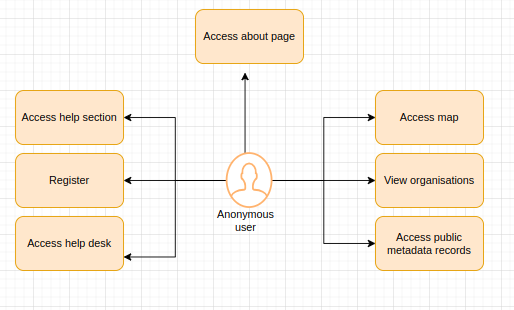 Access about page
Access help section
Access map
Register
View organisations
Anonymous
user
Access help desk
Access public
metadata records